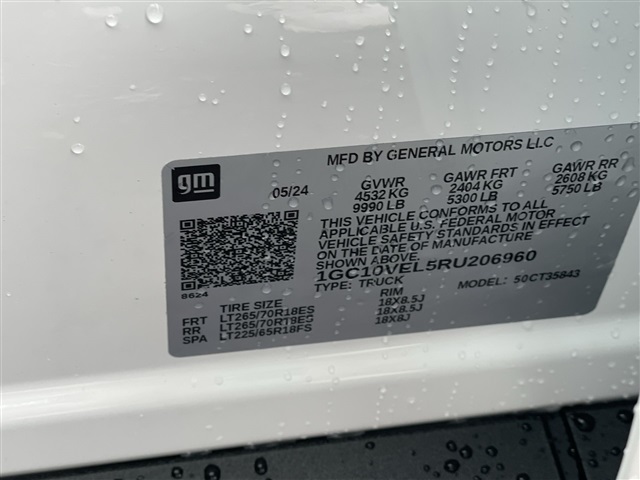 MFD BY GENERAL MOTORS LLC
gm
05/24
GVWR GAWR FRT GAWR RR
4532 KG 2404 KG 2608 KG
9990 LB 5300 LB 5750 LB
THIS VEHICLE CONFORMS TO ALL
APPLICABLE U.S. FEDERAL MOTOR
VEHICLE SAFETY STANDARDS IN EFFECT
ON THE DATE OF MANUFACTURE
SHOWN ABOVE.
1GC10VEL5RU206960
TYPE: TRUCK MODEL: 50CT35843
8624
TIRE SIZE RIM
FRT LT265/70R18ES 18X8.5J
RR LT265/70R18ES 18X8.5J
SPA LT225/65R18FS 18X8J